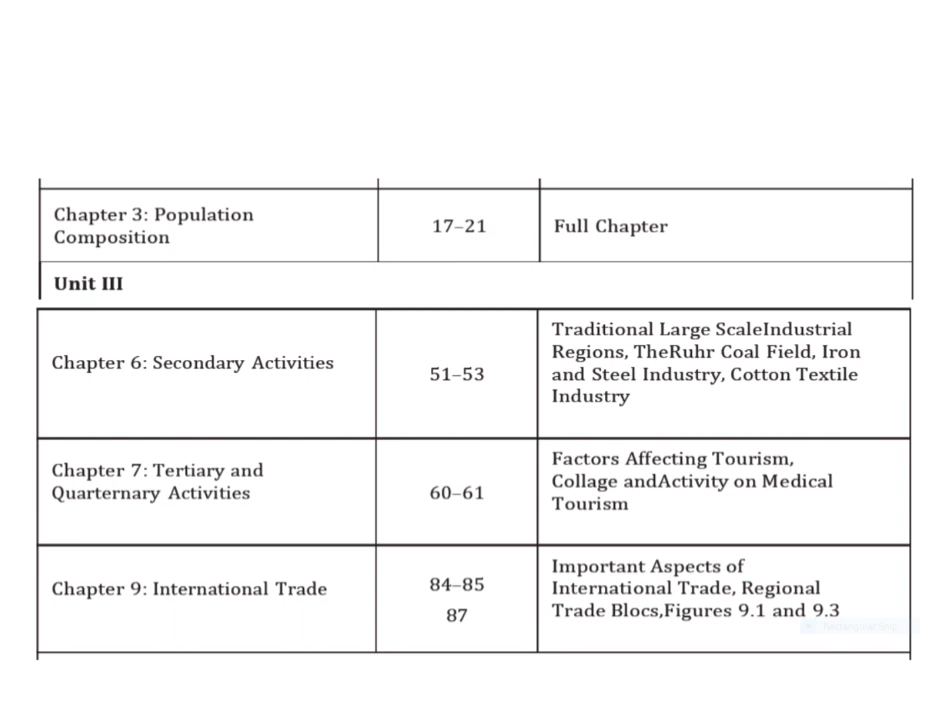 Chapter 3: Population
Composition
17–21
Full Chapter
Unit III
Chapter 6: Secondary Activities
51–53
Traditional Large ScaleIndustrial
Regions, TheRuhr Coal Field, Iron
and Steel Industry, Cotton Textile
Industry
Chapter 7: Tertiary and
Quarternary Activities
60–61
Factors Affecting Tourism,
Collage andActivity on Medical
Tourism
Chapter 9: International Trade
84–85
87
Important Aspects of
International Trade, Regional
Trade Blocs,Figures 9.1 and 9.3
Rectangular Snip